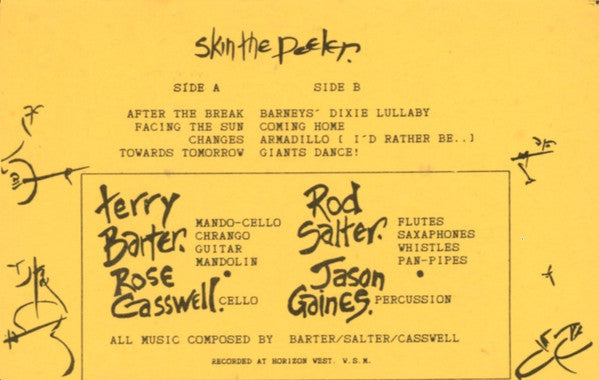 Skin the Peeler.
SIDE A SIDE B
AFTER THE BREAK BARNEYS' DIXIE LULLABY
FACING THE SUN COMING HOME
CHANGES ARMADILLO ( I'D RATHER BE..)
TOWARDS TOMORROW GIANTS DANCE!
terry Barter.
MANDO-CELLO
CHRANGO
GUITAR
MANDOLIN
Rod Salter.
FLUTES
SAXAPHONES
WHISTLES
PAN-PIPES
Rose Casswell.
CELLO
Jason Gaines.
PERCUSSION
ALL MUSIC COMPOSED BY BARTER/SALTER/CASSWELL
RECORDED AT HORIZON WEST. W.S.M.